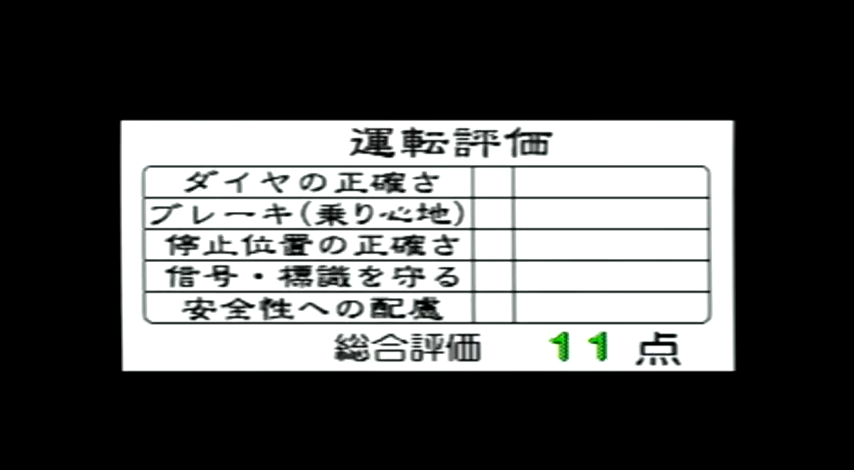 運転評価
ダイヤの正確さ
ブレーキ(乗り心地)
停止位置の正確さ
信号・標識を守る
安全性への配慮
総合評価 11 点